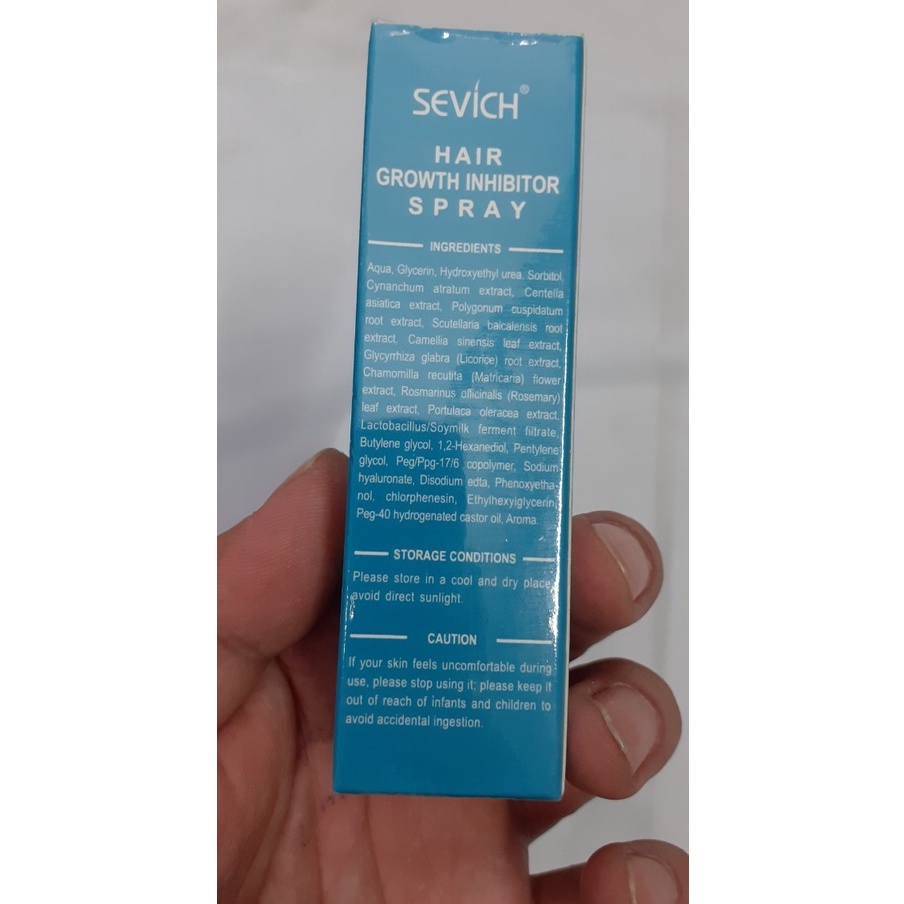 SEVICH®
HAIR
GROWTH INHIBITOR
SPRAY
INGREDIENTS
Aqua, Glycerin, Hydroxyethyl urea. Sorbitol,
Cynanchum atratum extract, Centella
asiatica extract, Polygonum cuspidatum
root extract, Scutellaria baicalensis root
extract, Camellia sinensis leaf extract,
Glycyrrhiza glabra (Licorice) root extract,
Chamomilla recutita (Matricaria) flower
extract, Rosmarinus officinalis (Rosemary)
leaf extract, Portulaca oleracea extract,
Lactobacillus/Soymilk ferment filtrate,
Butylene glycol, 1,2-Hexanediol, Pentylene
glycol, Peg/Ppg-17/6 copolymer, Sodium
hyaluronate, Disodium edta, Phenoxyetha-
nol, chlorphenesin, Ethylhexylglycerin,
Peg-40 hydrogenated castor oil, Aroma.
STORAGE CONDITIONS
Please store in a cool and dry place,
avoid direct sunlight.
CAUTION
If your skin feels uncomfortable during
use, please stop using it; please keep it
out of reach of infants and children to
avoid accidental ingestion.